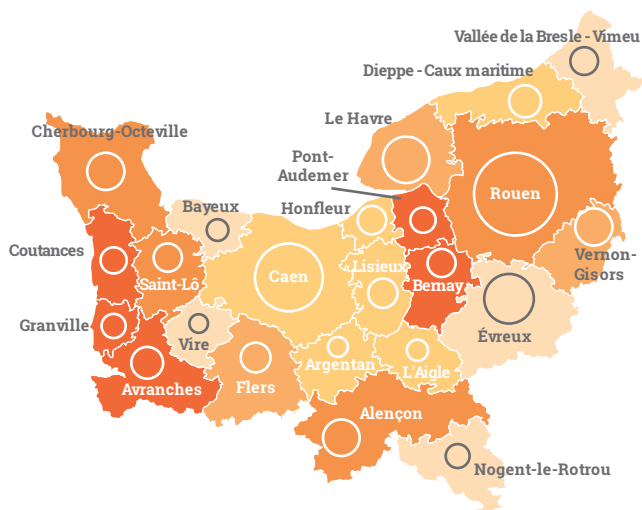 Vallée de la Bresle - Vimeu
Dieppe - Caux maritime
Le Havre
Cherbourg-Octeville
Pont-
Audemer
Rouen
Bayeux
Honfleur
Coutances
Vernon-
Gisors
Lisieux
Caen
Saint-Lô
Bernay
Granville
Évreux
Vire
Argentan
L'Aigle
Avranches
Flers
Alençon
Nogent-le-Rotrou